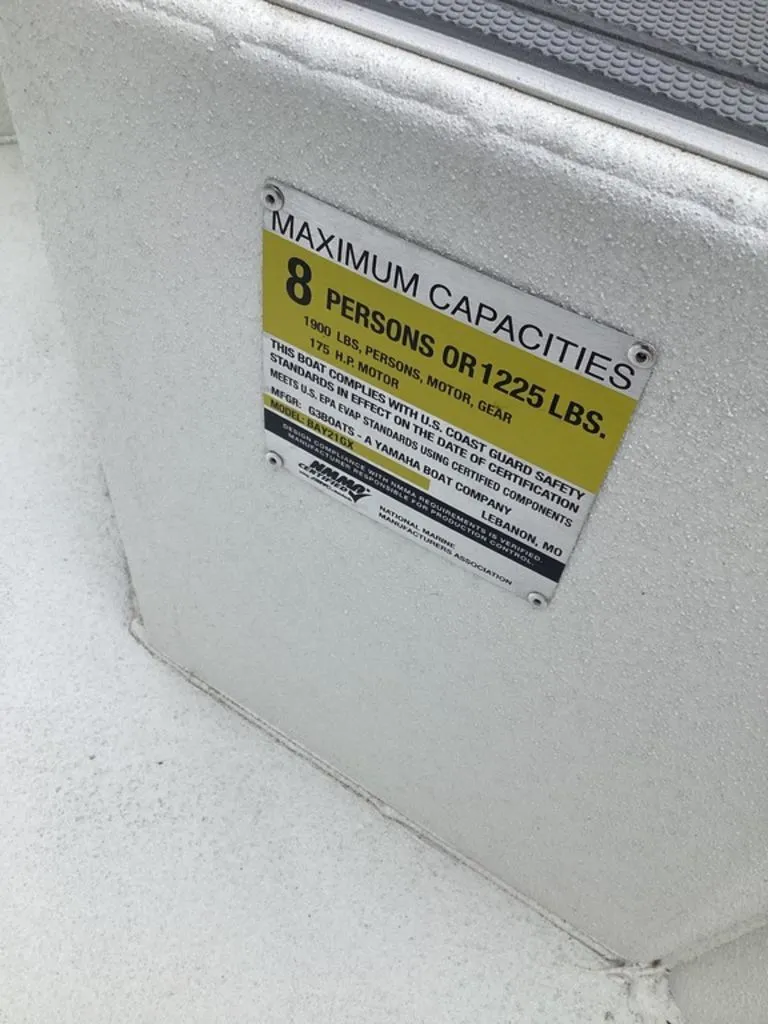 MAXIMUM CAPACITIES
8 PERSONS OR 1225 LBS.
1900 LBS, PERSONS, MOTOR, GEAR
175 H.P. MOTOR
THIS BOAT COMPLIES WITH U.S. COAST GUARD SAFETY
STANDARDS IN EFFECT ON THE DATE OF CERTIFICATION
MEETS U.S. EPA EVAP STANDARDS USING CERTIFIED COMPONENTS
MFGR: G3BOATS - A YAMAHA BOAT COMPANY
MODEL: BAY21GX LEBANON, MO
DESIGN COMPLIANCE WITH NMMA REQUIREMENTS IS VERIFIED.
MANUFACTURER RESPONSIBLE FOR PRODUCTION CONTROL.
NMMA
CERTIFIED
NATIONAL MARINE
MANUFACTURERS ASSOCIATION